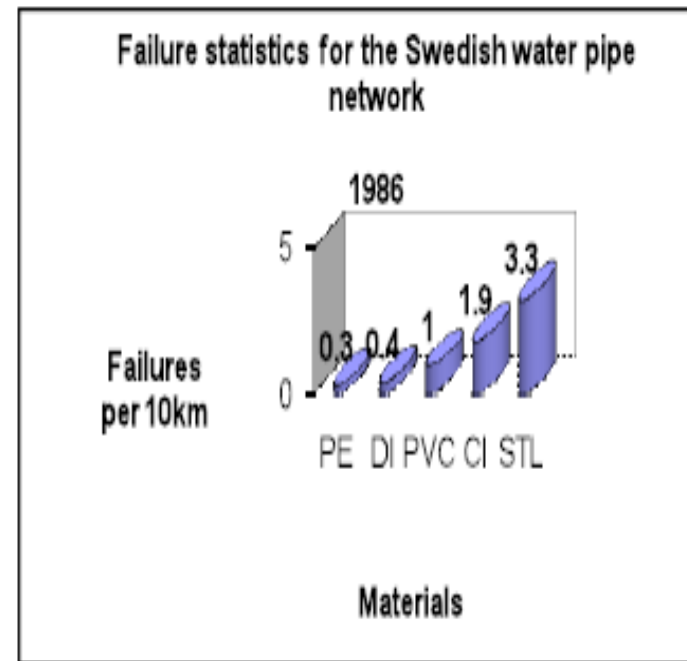 Failure statistics for the Swedish water pipe
network
1986
5
3.3
1.9
1
0.3 0.4
Failures
per 10km
0
PE DI PVC CI STL
Materials